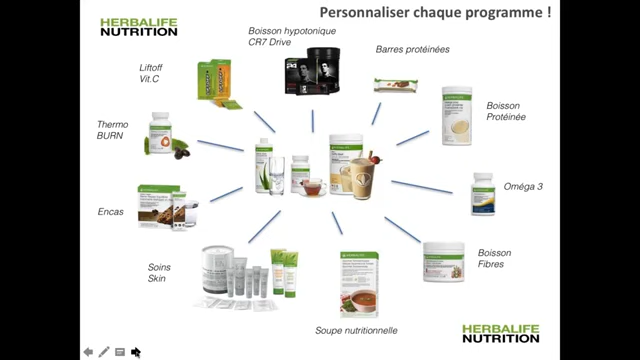 Personnaliser chaque programme !
HERBALIFE
NUTRITION
Boisson hypotonique
CR7 Drive
Barres protéinées
Liftoff
Vit.C
Boisson
Protéinée
Thermo
BURN
Oméga 3
Encas
Boisson
Fibres
Soins
Skin
Soupe nutritionnelle
HERBALIFE
NUTRITION